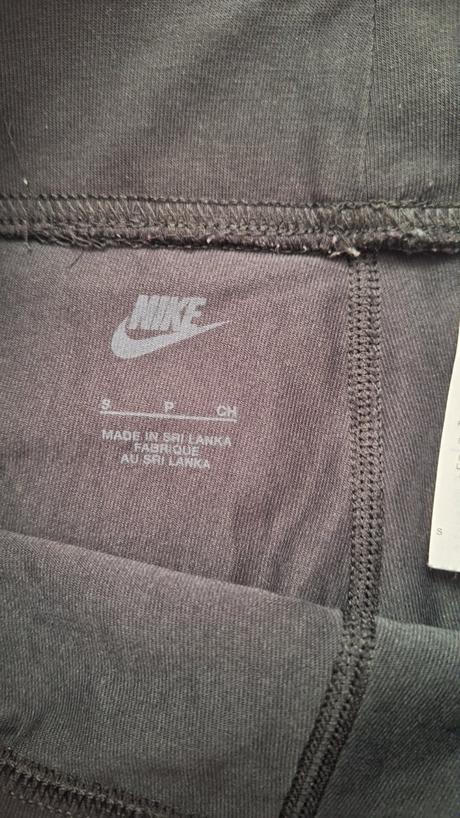 NIKE
S P CH
MADE IN SRI LANKA
FABRIQUE
AU SRI LANKA
S